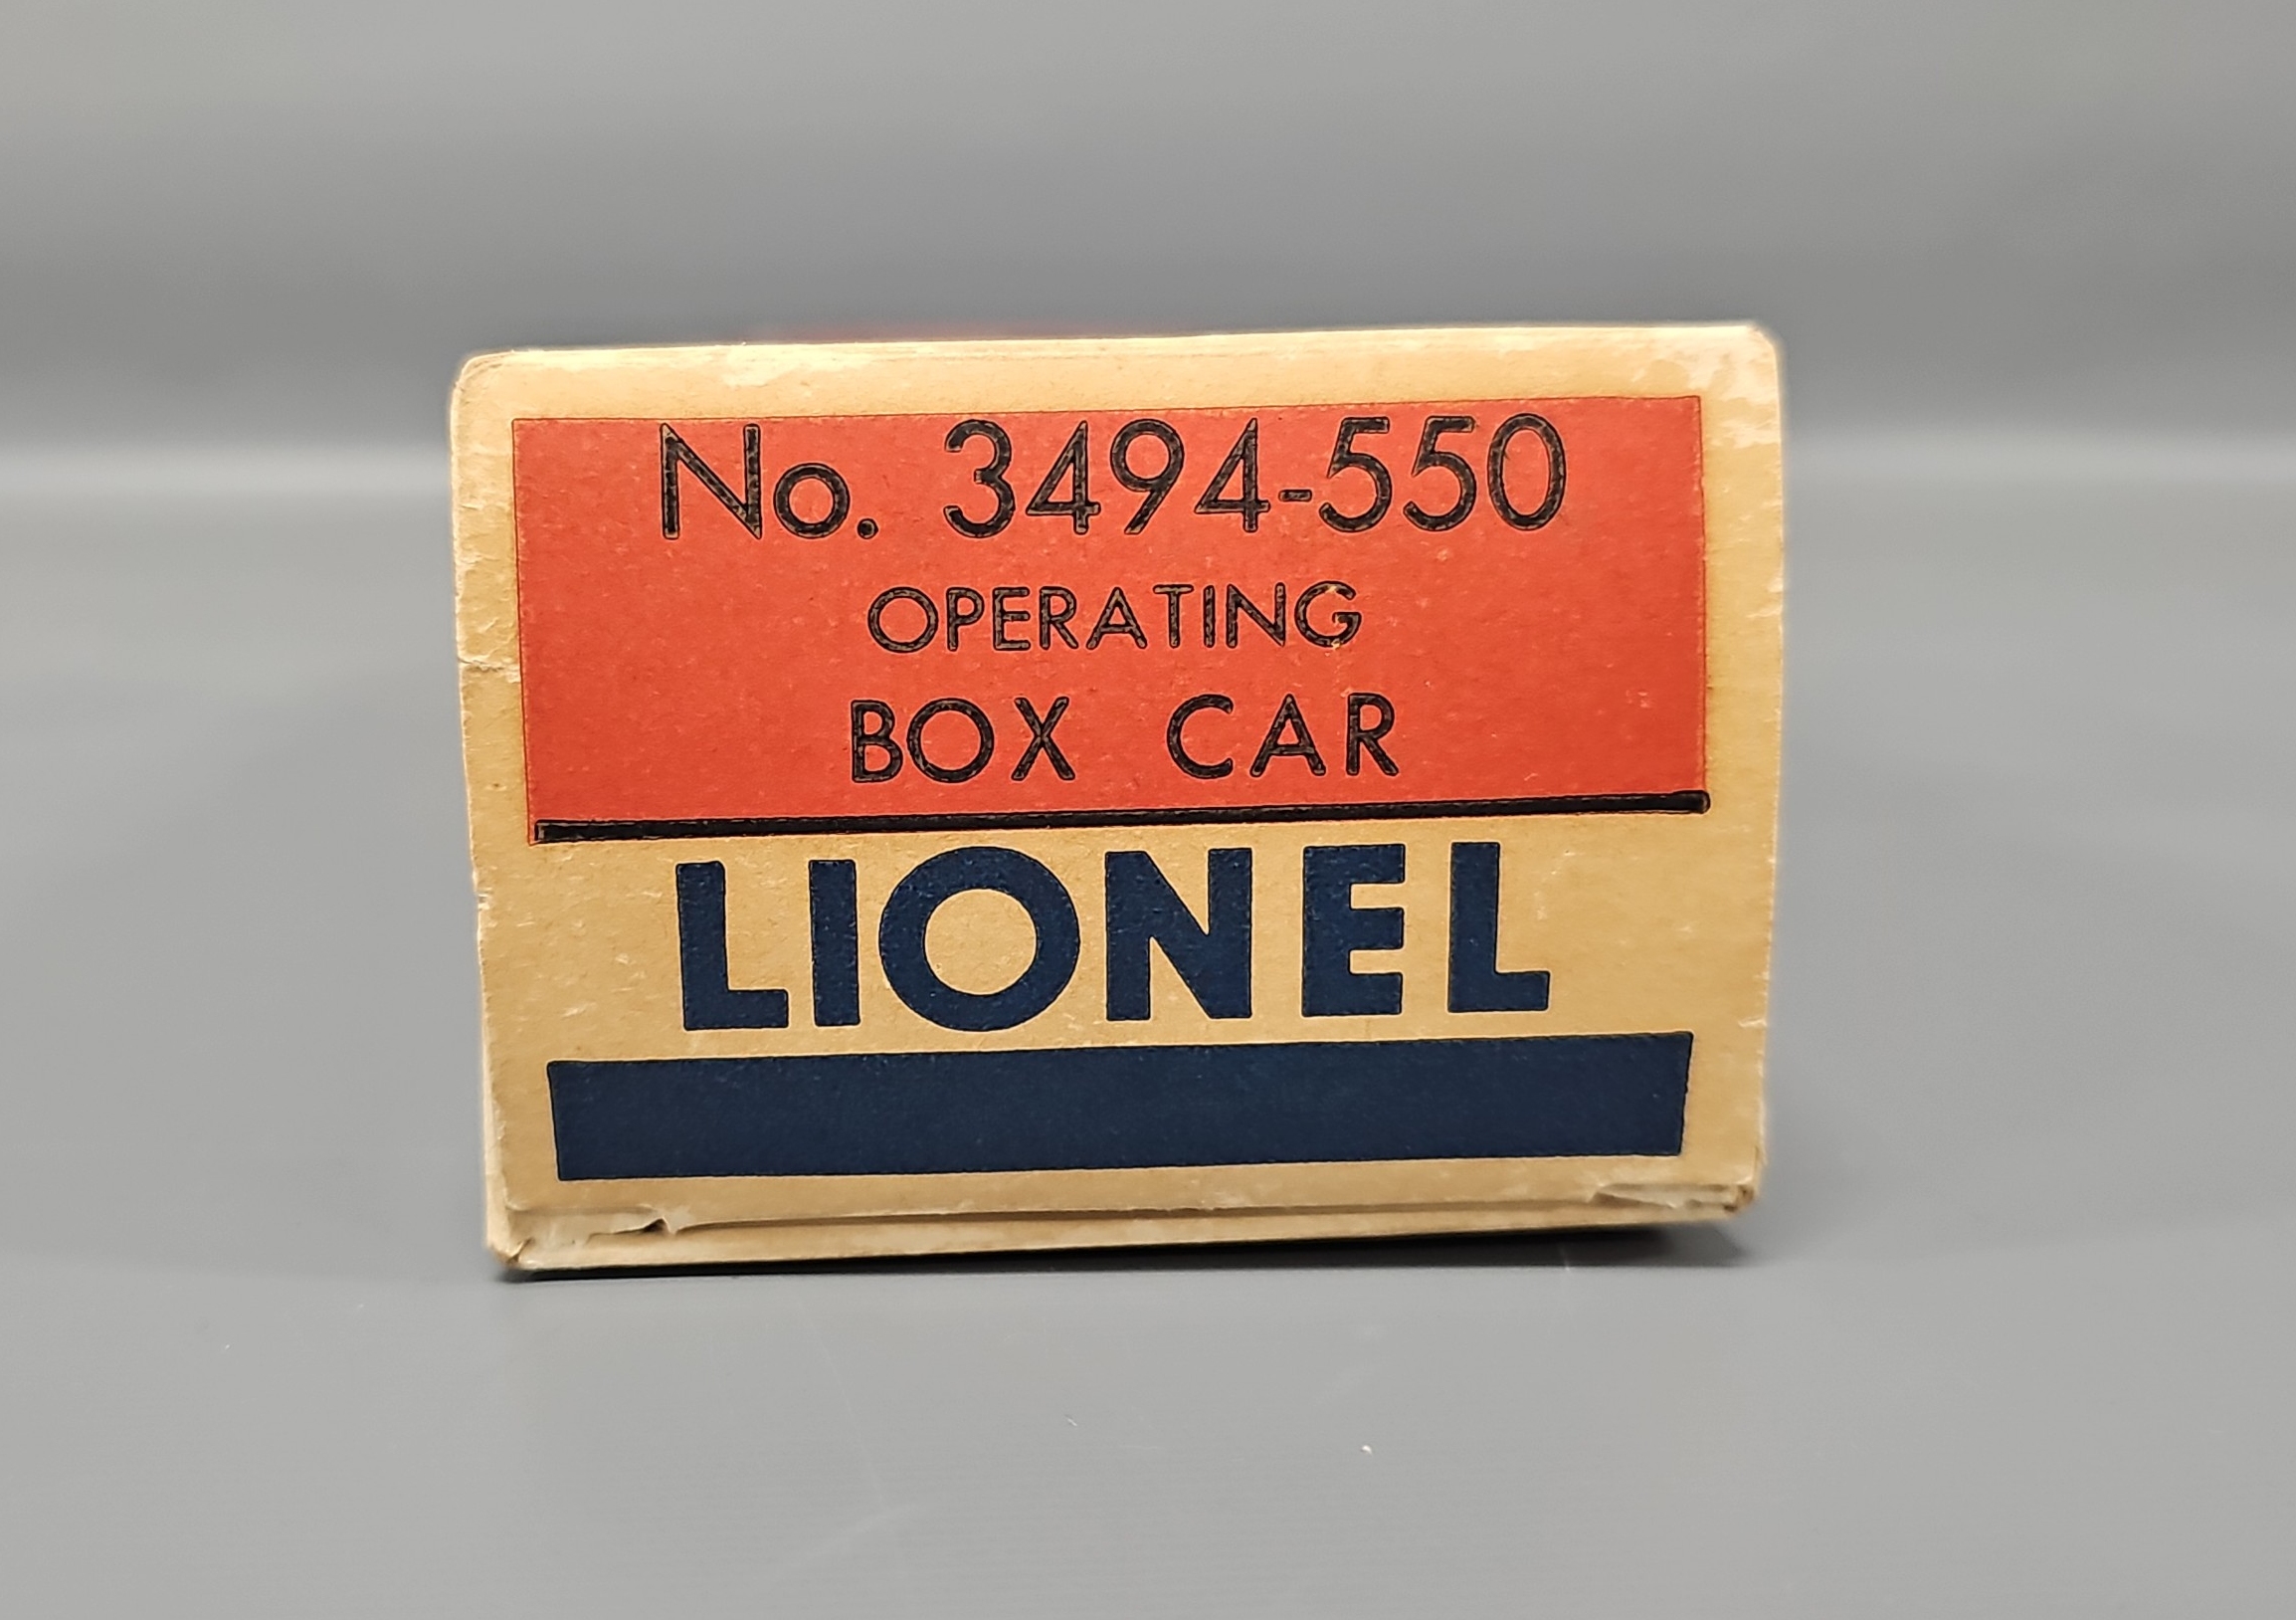 No. 3494-550
OPERATING
BOX CAR
LIONEL